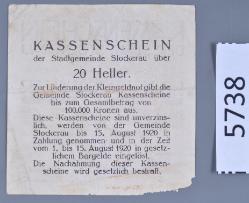 KASSENSCHEIN
der Stadtgemeinde Stockerau über
20 Heller.
Zur Linderung der Kleingeldnot gibt die
Gemeinde Stockerau Kassenscheine
bis zum Gesamtbetrag von
100.000 Kronen aus.
Diese Kassenscheine sind unverzins-
lich, werden von der Gemeinde
Stockerau bis 15. August 1920 in
Zahlung genommen und in der Zeit
vom 1. bis 15. August 1920 in gesetz-
lichem Bargelde eingelöst.
Die Nachahmung dieser Kassen-
scheine wird gesetzlich bestraft.
5738